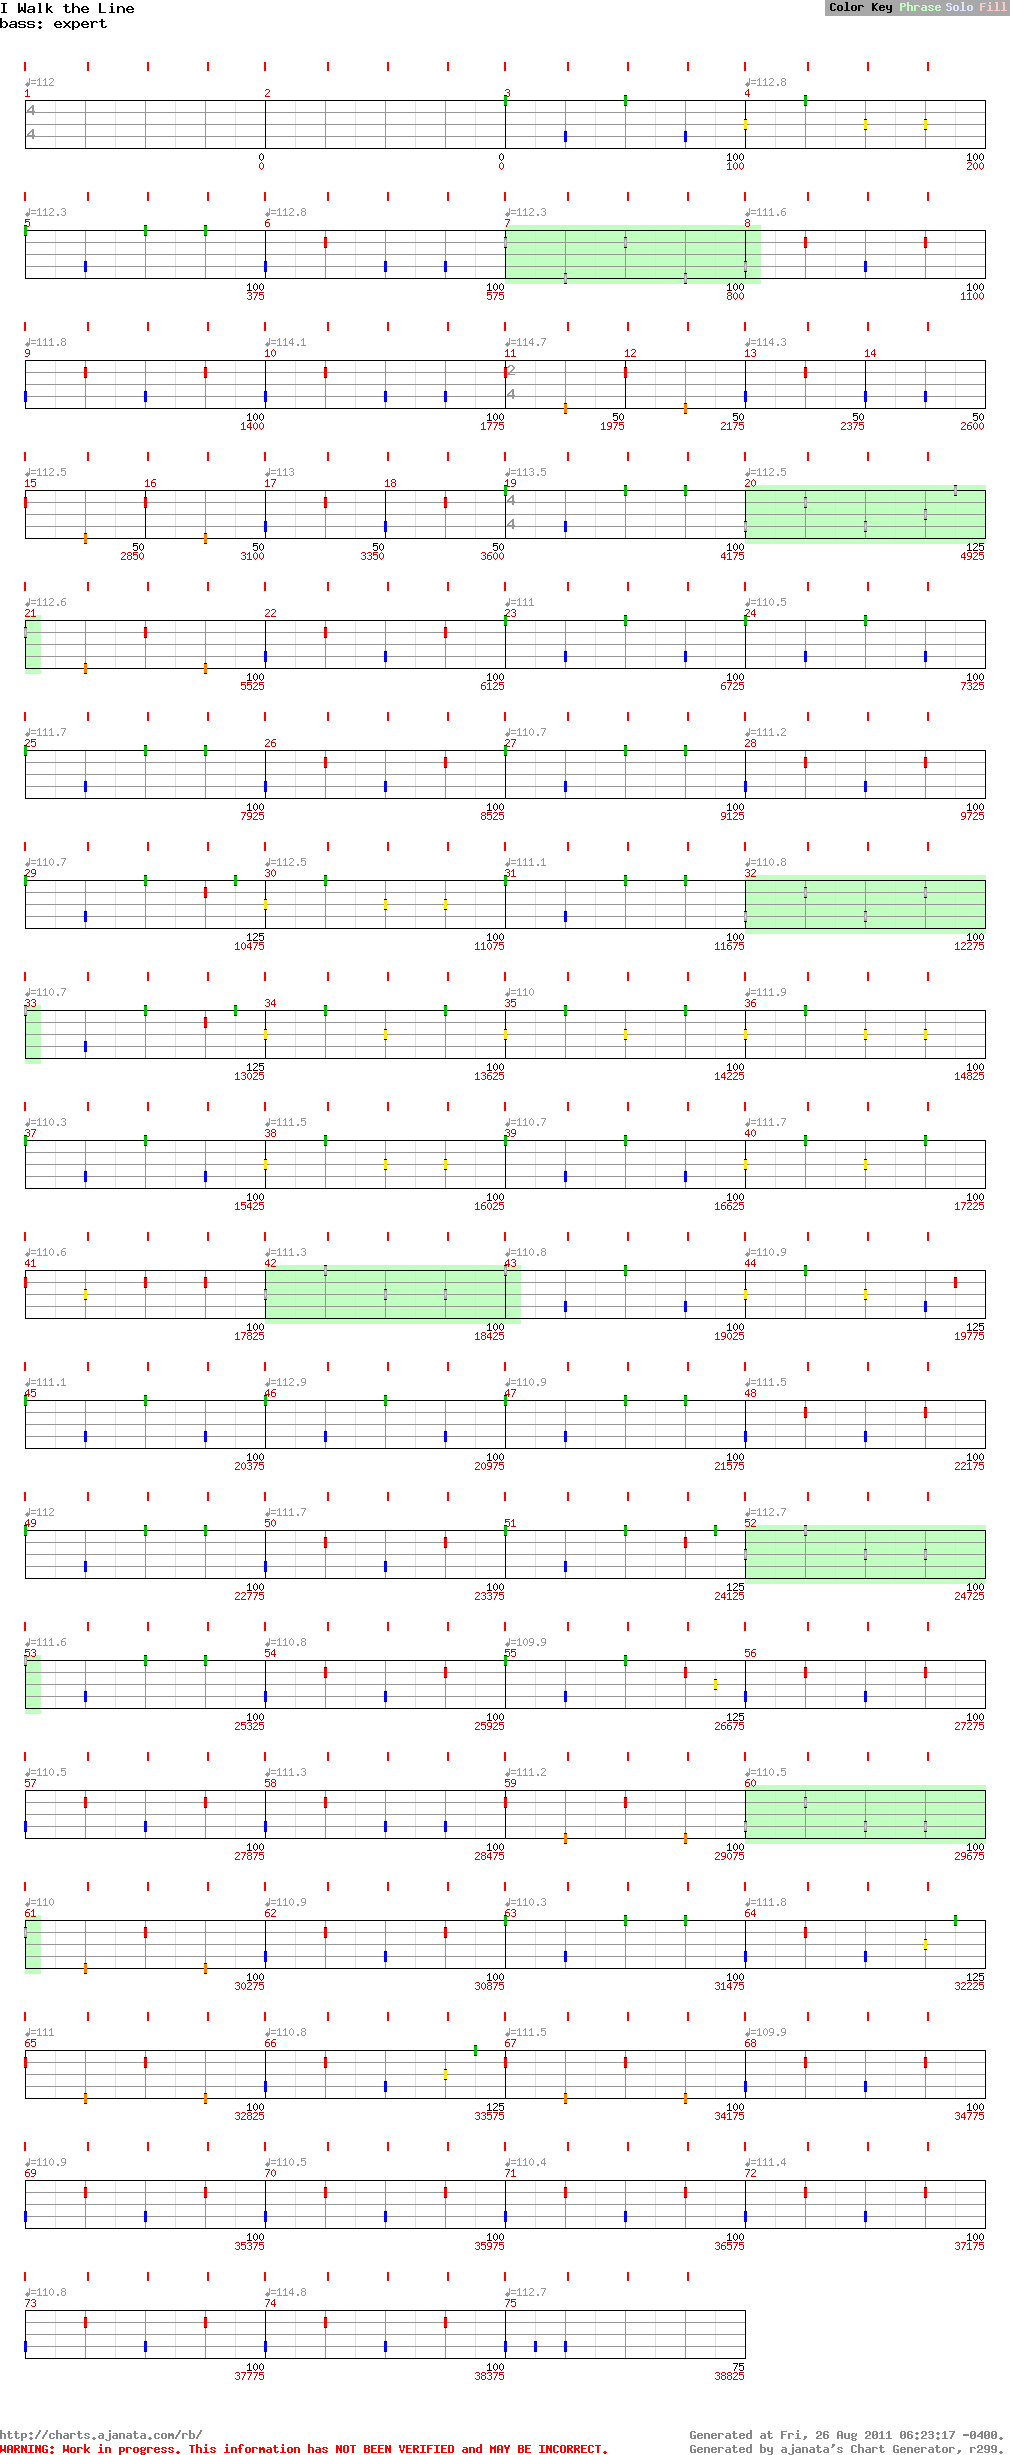 I Walk the Line
bass: expert
Color Key Phrase Solo Fill
♩=112 ♩=112.8
1 2 3 4
4
4
0 0 100 100
0 0 100 200
♩=112.3 ♩=112.8 ♩=112.3 ♩=111.6
5 6 7 8
100 100 100 100
375 575 800 1100
♩=111.8 ♩=114.1 ♩=114.7 ♩=114.3
9 10 11 12 13 14
2
4
100 100 50 50 50 50
1400 1775 1975 2175 2375 2600
♩=112.5 ♩=113 ♩=113.5 ♩=112.5
15 16 17 18 19 20
4
4
50 50 50 50 100 125
2850 3100 3350 3600 4175 4925
♩=112.6 ♩=111 ♩=110.5
21 22 23 24
100 100 100 100
5525 6125 6725 7325
♩=111.7 ♩=110.7 ♩=111.2
25 26 27 28
100 100 100 100
7925 8525 9125 9725
♩=110.7 ♩=112.5 ♩=111.1 ♩=110.8
29 30 31 32
125 100 100 100
10475 11075 11675 12275
♩=110.7 ♩=110 ♩=111.9
33 34 35 36
125 100 100 100
13025 13625 14225 14825
♩=110.3 ♩=111.5 ♩=110.7 ♩=111.7
37 38 39 40
100 100 100 100
15425 16025 16625 17225
♩=110.6 ♩=111.3 ♩=110.8 ♩=110.9
41 42 43 44
100 100 100 125
17825 18425 19025 19775
♩=111.1 ♩=112.9 ♩=110.9 ♩=111.5
45 46 47 48
100 100 100 100
20375 20975 21575 22175
♩=112 ♩=111.7 ♩=112.7
49 50 51 52
100 100 125 100
22775 23375 24125 24725
♩=111.6 ♩=110.8 ♩=109.9
53 54 55 56
100 100 125 100
25325 25925 26675 27275
♩=110.5 ♩=111.3 ♩=111.2 ♩=110.5
57 58 59 60
100 100 100 100
27875 28475 29075 29675
♩=110 ♩=110.9 ♩=110.3 ♩=111.8
61 62 63 64
100 100 100 125
30275 30875 31475 32225
♩=111 ♩=110.8 ♩=111.5 ♩=109.9
65 66 67 68
100 125 100 100
32825 33575 34175 34775
♩=110.9 ♩=110.5 ♩=110.4 ♩=111.4
69 70 71 72
100 100 100 100
35375 35975 36575 37175
♩=110.8 ♩=114.8 ♩=112.7
73 74 75
100 100 75
37775 38375 38825
http://charts.ajanata.com/rb/
Generated at Fri, 26 Aug 2011 06:23:17 -0400.
WARNING: Work in progress. This information has NOT BEEN VERIFIED and MAY BE INCORRECT.
Generated by ajanata's Chart Generator, r299.